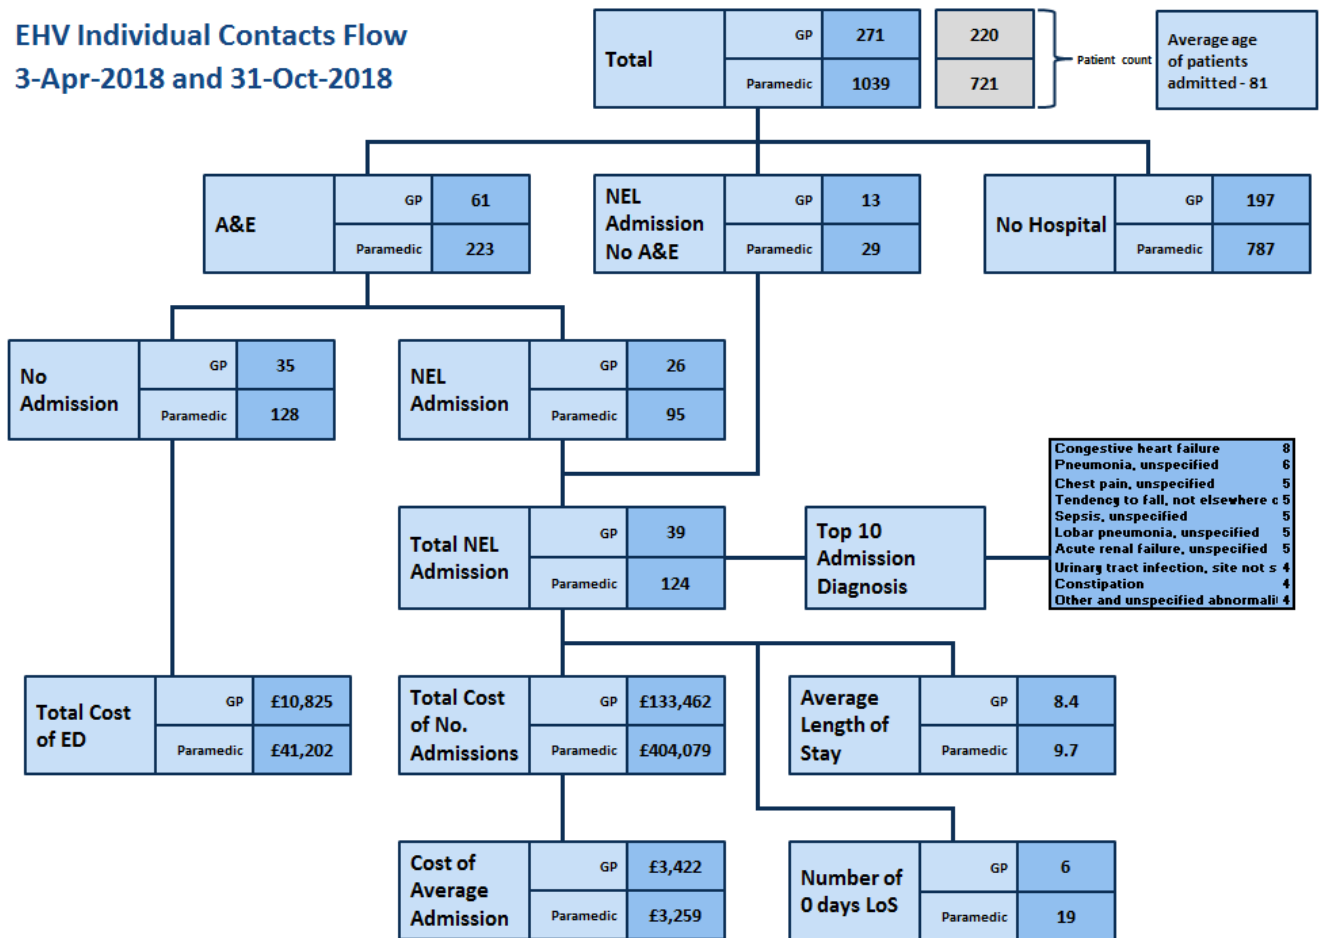 EHV Individual Contacts Flow
3-Apr-2018 and 31-Oct-2018
Total
GP 271 220
Paramedic 1039 721
Patient count
Average age
of patients
admitted - 81
A&E
GP 61
Paramedic 223
NEL
Admission
No A&E
GP 13
Paramedic 29
No Hospital
GP 197
Paramedic 787
No
Admission
GP 35
Paramedic 128
NEL
Admission
GP 26
Paramedic 95
Total NEL
Admission
GP 39
Paramedic 124
Top 10
Admission
Diagnosis
Congestive heart failure 8
Pneumonia, unspecified 6
Chest pain, unspecified 5
Tendency to fall, not elsewhere c 5
Sepsis, unspecified 5
Lobar pneumonia, unspecified 5
Acute renal failure, unspecified 5
Urinary tract infection, site not s 4
Constipation 4
Other and unspecified abnormali 4
Total Cost
of ED
GP £10,825
Paramedic £41,202
Total Cost
of No.
Admissions
GP £133,462
Paramedic £404,079
Average
Length of
Stay
GP 8.4
Paramedic 9.7
Cost of
Average
Admission
GP £3,422
Paramedic £3,259
Number of
0 days LoS
GP 6
Paramedic 19